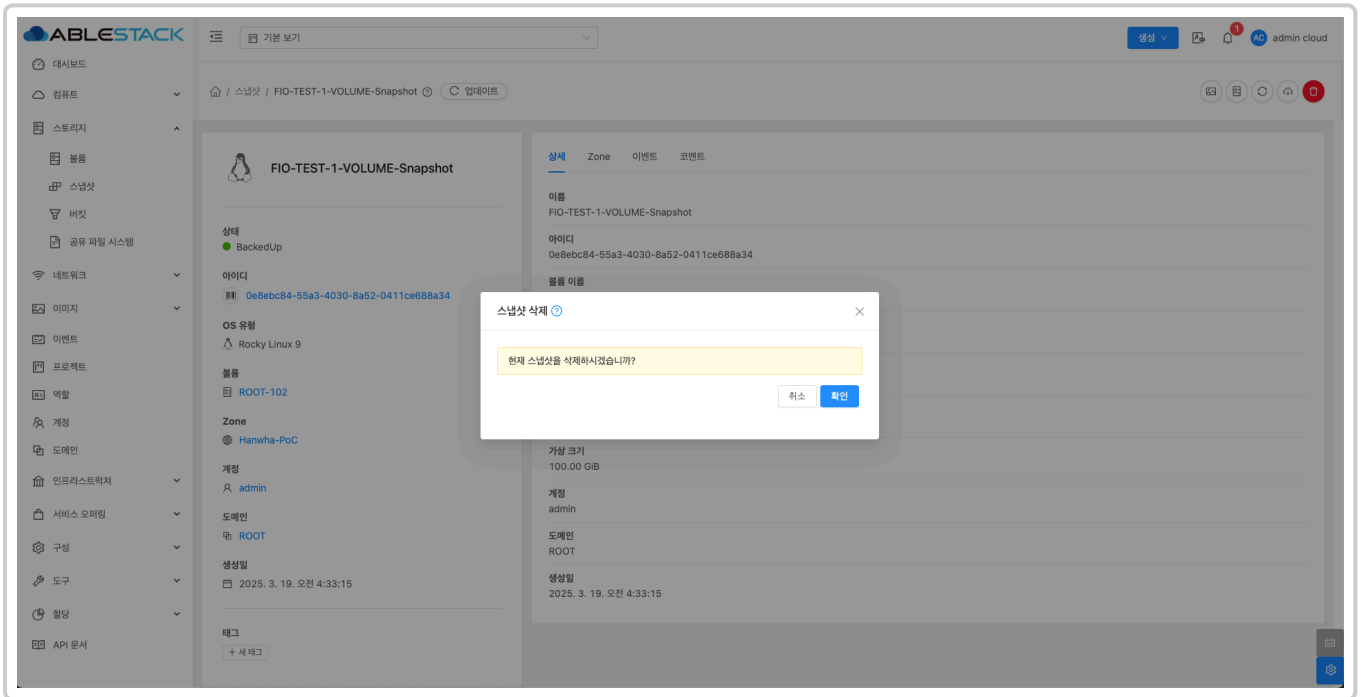 ABLESTACK
기본 보기
생성
1
AC
admin cloud
대시보드
컴퓨트
스토리지
볼륨
스냅샷
버킷
공유 파일 시스템
네트워크
이미지
이벤트
프로젝트
역할
계정
도메인
인프라스트럭쳐
서비스 오퍼링
구성
도구
할당
API 문서
/ 스냅샷 / FIO-TEST-1-VOLUME-Snapshot
업데이트
FIO-TEST-1-VOLUME-Snapshot
상태
BackedUp
아이디
0e8ebc84-55a3-4030-8a52-0411ce688a34
OS 유형
Rocky Linux 9
볼륨
ROOT-102
Zone
Hanwha-PoC
계정
admin
도메인
ROOT
생성일
2025. 3. 19. 오전 4:33:15
태그
+ 새 태그
상세 Zone 이벤트 코멘트
이름
FIO-TEST-1-VOLUME-Snapshot
아이디
0e8ebc84-55a3-4030-8a52-0411ce688a34
볼륨 이름
스냅샷 삭제
현재 스냅샷을 삭제하시겠습니까?
취소 확인
가상 크기
100.00 GiB
계정
admin
도메인
ROOT
생성일
2025. 3. 19. 오전 4:33:15